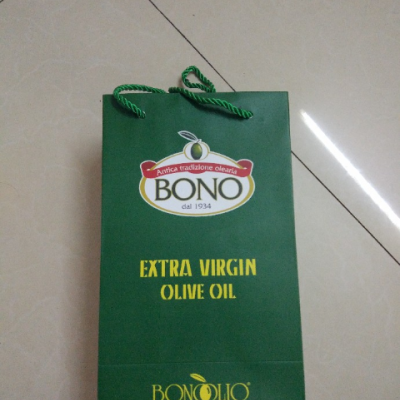 Antica tradizione olearia
BONO
dal 1934
EXTRA VIRGIN
OLIVE OIL
BONOLIO